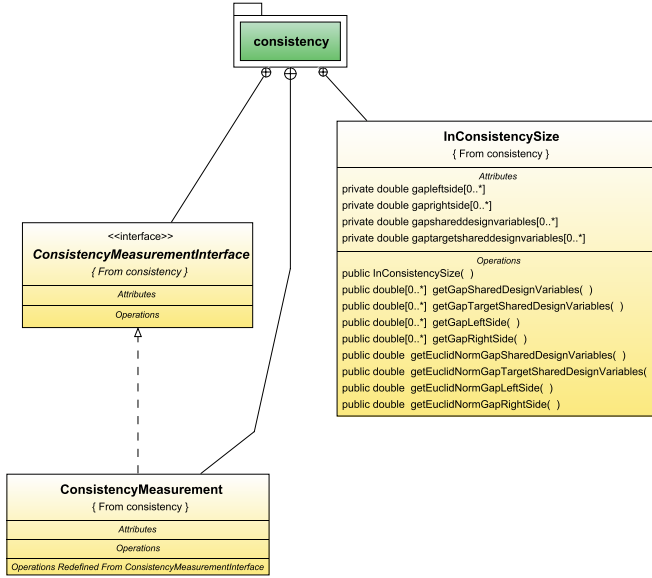 consistency
InConsistencySize
{ From consistency }
Attributes
private double gapleftside[0..*]
private double gaprightside[0..*]
private double gapshareddesignvariables[0..*]
private double gaptargetshareddesignvariables[0..*]
Operations
public InConsistencySize( )
public double[0..*] getGapSharedDesignVariables( )
public double[0..*] getGapTargetSharedDesignVariables( )
public double[0..*] getGapLeftSide( )
public double[0..*] getGapRightSide( )
public double getEuclidNormGapSharedDesignVariables( )
public double getEuclidNormGapTargetSharedDesignVariables(
public double getEuclidNormGapLeftSide( )
public double getEuclidNormGapRightSide( )
<<interface>>
ConsistencyMeasurementInterface
{ From consistency }
Attributes
Operations
ConsistencyMeasurement
{ From consistency }
Attributes
Operations
Operations Redefined From ConsistencyMeasurementInterface